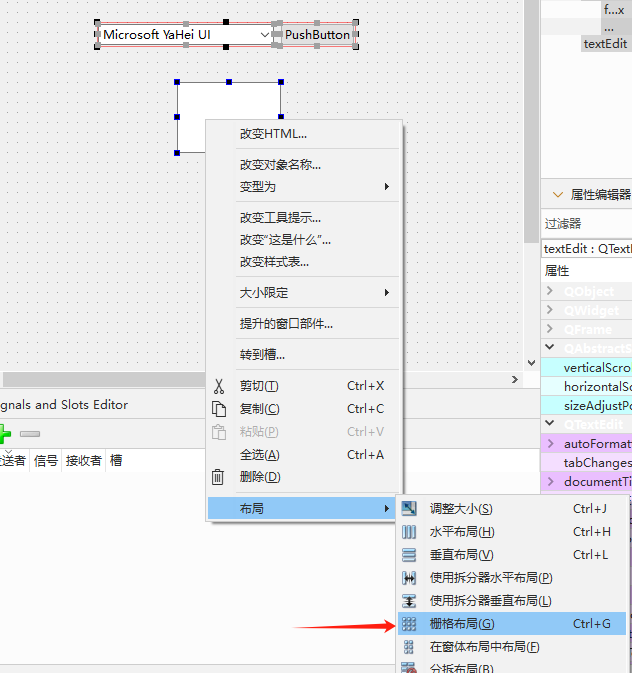 f...x
...
textEdit
Microsoft YaHei UI
PushButton
改变HTML...
改变对象名称...
变型为
改变工具提示...
改变“这是什么”...
改变样式表...
大小限定
提升的窗口部件...
转到槽...
剪切(T) Ctrl+X
复制(C) Ctrl+C
粘贴(P) Ctrl+V
全选(A) Ctrl+A
删除(D)
布局
调整大小(S) Ctrl+J
水平布局(H) Ctrl+H
垂直布局(V) Ctrl+L
使用拆分器水平布局(P)
使用拆分器垂直布局(L)
栅格布局(G) Ctrl+G
在窗体布局中布局(F)
分拆布局(B)
gnals and Slots Editor
送者 信号 接收者 槽
属性编辑器
过滤器
textEdit : QText
属性
QObject
QWidget
QFrame
QAbstractS
verticalScro
horizontalSc
sizeAdjustPo
QTextEdit
autoFormat
tabChanges
documentTi